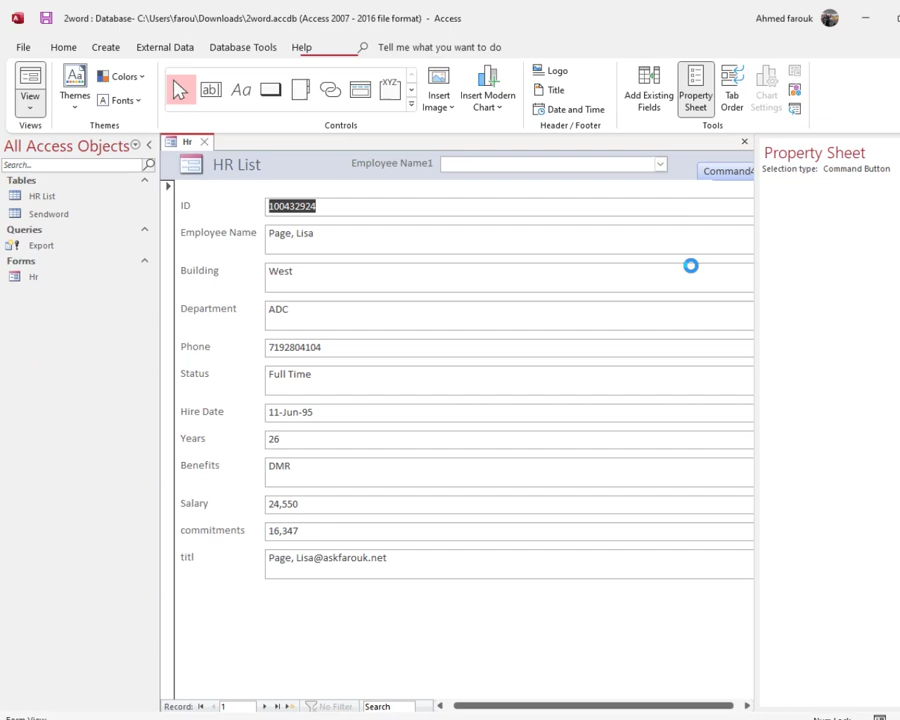 2word : Database- C:\Users\farou\Downloads\2word.accdb (Access 2007 - 2016 file format) - Access
Ahmed farouk
File Home Create External Data Database Tools Help Tell me what you want to do
View
Themes
Colors
Aa Fonts
Views
Themes
ab|
Aa
XYZ
Insert Image
Insert Modern Chart
Controls
Logo
Title
Date and Time
Header / Footer
Add Existing Fields
Property Sheet
Tab Order
Chart Settings
Tools
All Access Objects
Search...
Tables
HR List
Sendword
Queries
Export
Forms
Hr
Hr
HR List
Employee Name1
Command4
ID 100432924
Employee Name Page, Lisa
Building West
Department ADC
Phone 7192804104
Status Full Time
Hire Date 11-Jun-95
Years 26
Benefits DMR
Salary 24,550
commitments 16,347
titl Page, Lisa@askfarouk.net
Record: 1 No Filter Search
Property Sheet
Selection type: Command Button